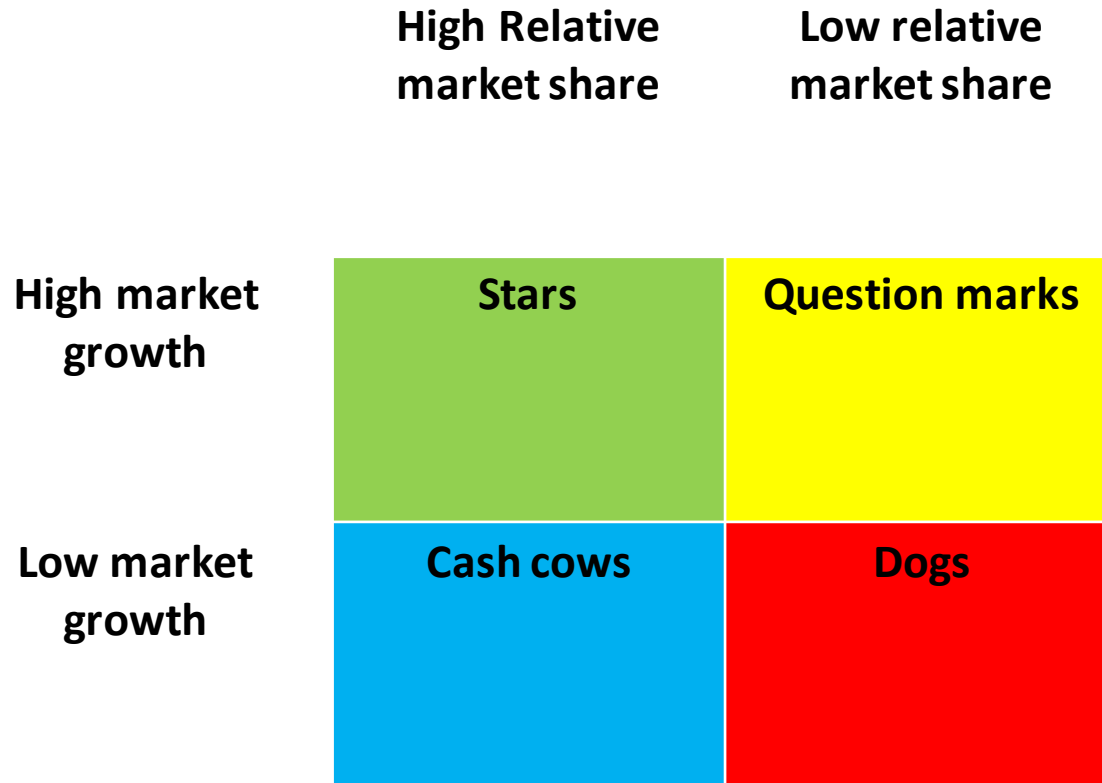 High Relative
market share
Low relative
market share
High market
growth
Stars
Question marks
Low market
growth
Cash cows
Dogs